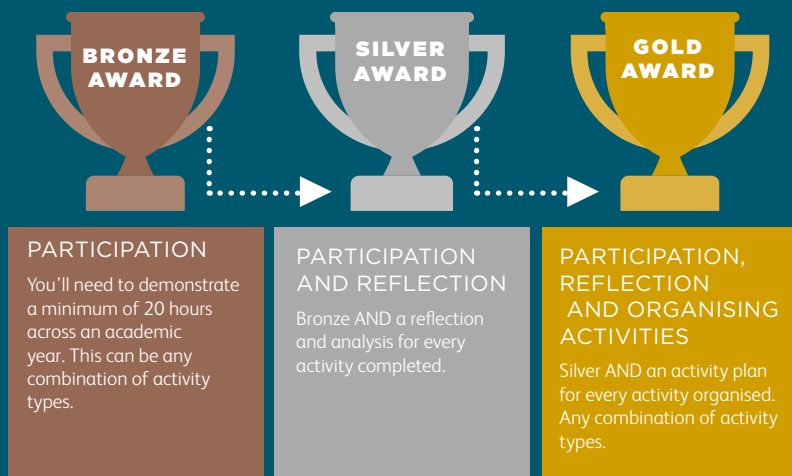 BRONZE
AWARD
SILVER
AWARD
GOLD
AWARD
PARTICIPATION
You'll need to demonstrate
a minimum of 20 hours
across an academic
year. This can be any
combination of activity
types.
PARTICIPATION
AND REFLECTION
Bronze AND a reflection
and analysis for every
activity completed.
PARTICIPATION,
REFLECTION
AND ORGANISING
ACTIVITIES
Silver AND an activity plan
for every activity organised.
Any combination of activity
types.